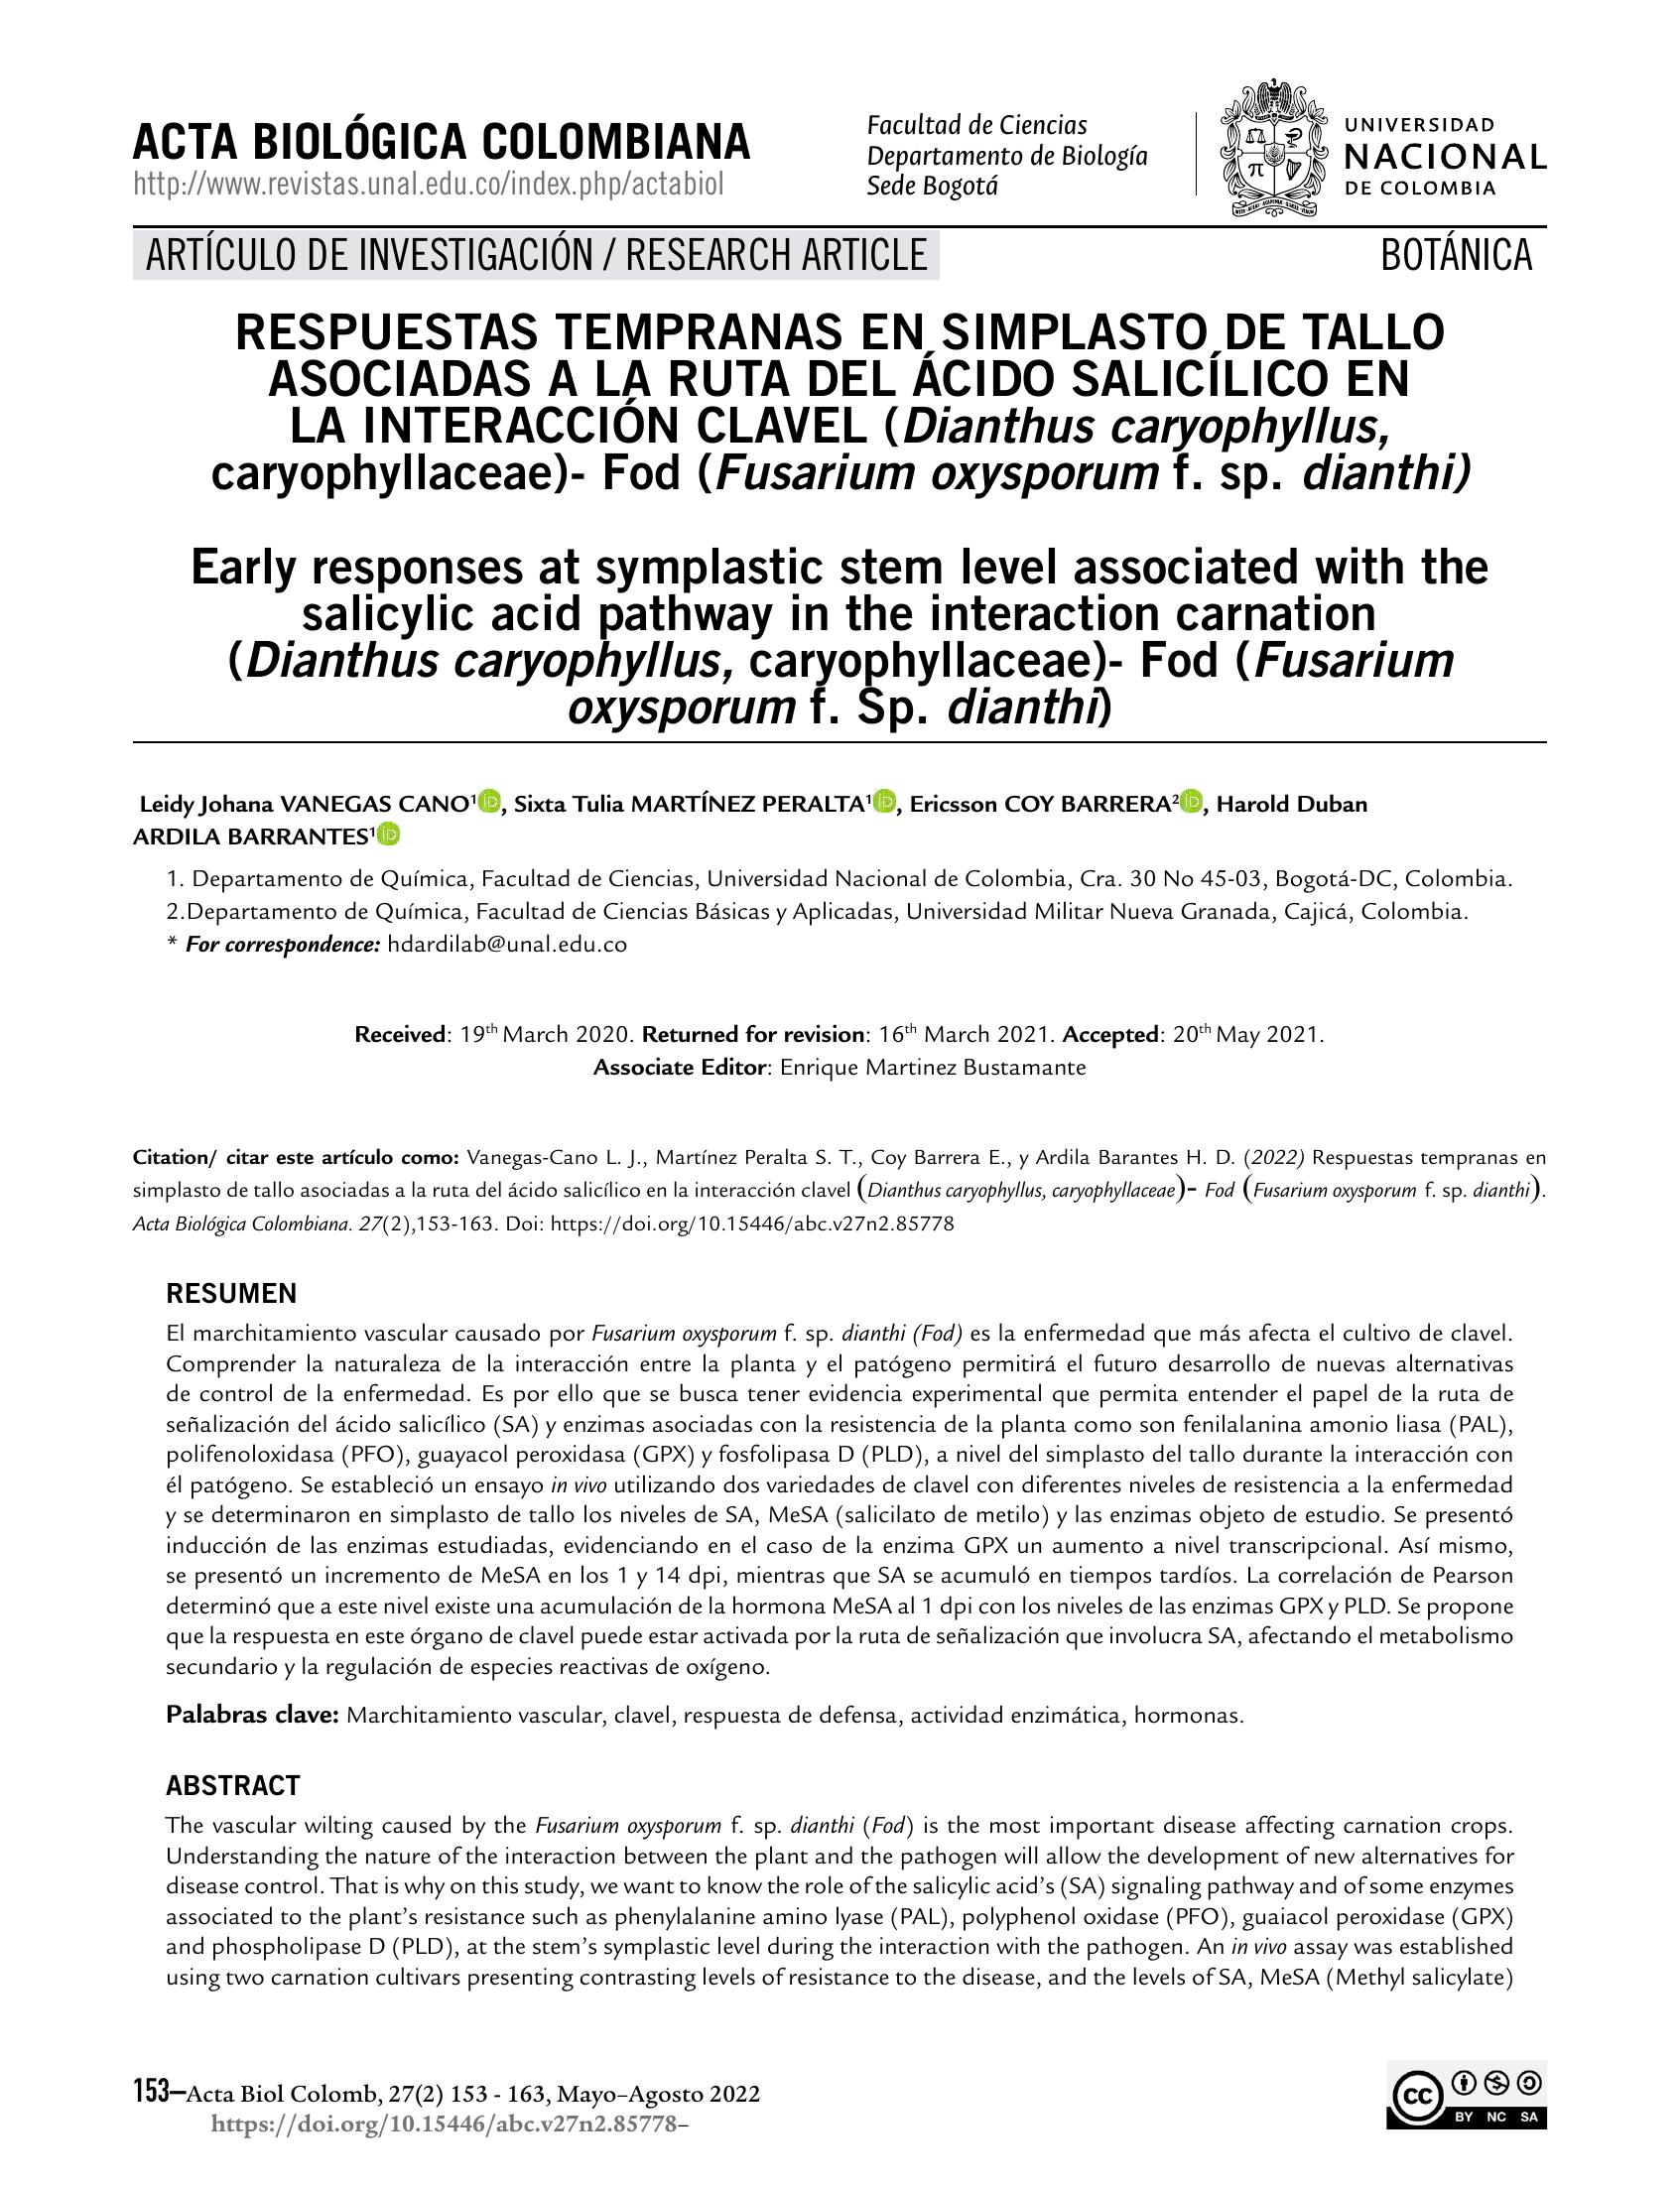 ACTA BIOLÓGICA COLOMBIANA
http://www.revistas.unal.edu.co/index.php/actabiol
Facultad de Ciencias
Departamento de Biología
Sede Bogotá
UNIVERSIDAD
NACIONAL
DE COLOMBIA
ARTÍCULO DE INVESTIGACIÓN / RESEARCH ARTICLE
BOTÁNICA
RESPUESTAS TEMPRANAS EN SIMPLASTO DE TALLO
ASOCIADAS A LA RUTA DEL ÁCIDO SALICÍLICO EN
LA INTERACCIÓN CLAVEL (Dianthus caryophyllus,
caryophyllaceae)- Fod (Fusarium oxysporum f. sp. dianthi)
Early responses at symplastic stem level associated with the
salicylic acid pathway in the interaction carnation
(Dianthus caryophyllus, caryophyllaceae)- Fod (Fusarium
oxysporum f. Sp. dianthi)
Leidy Johana VANEGAS CANO¹ iD, Sixta Tulia MARTÍNEZ PERALTA¹ iD, Ericsson COY BARRERA² iD, Harold Duban
ARDILA BARRANTES¹ iD
1. Departamento de Química, Facultad de Ciencias, Universidad Nacional de Colombia, Cra. 30 No 45-03, Bogotá-DC, Colombia.
2.Departamento de Química, Facultad de Ciencias Básicas y Aplicadas, Universidad Militar Nueva Granada, Cajicá, Colombia.
* For correspondence: hdardilab@unal.edu.co
Received: 19th March 2020. Returned for revision: 16th March 2021. Accepted: 20th May 2021.
Associate Editor: Enrique Martinez Bustamante
Citation/ citar este artículo como: Vanegas-Cano L. J., Martínez Peralta S. T., Coy Barrera E., y Ardila Barantes H. D. (2022) Respuestas tempranas en
simplasto de tallo asociadas a la ruta del ácido salicílico en la interacción clavel (Dianthus caryophyllus, caryophyllaceae)- Fod (Fusarium oxysporum f. sp. dianthi).
Acta Biológica Colombiana. 27(2),153-163. Doi: https://doi.org/10.15446/abc.v27n2.85778
RESUMEN
El marchitamiento vascular causado por Fusarium oxysporum f. sp. dianthi (Fod) es la enfermedad que más afecta el cultivo de clavel.
Comprender la naturaleza de la interacción entre la planta y el patógeno permitirá el futuro desarrollo de nuevas alternativas
de control de la enfermedad. Es por ello que se busca tener evidencia experimental que permita entender el papel de la ruta de
señalización del ácido salicílico (SA) y enzimas asociadas con la resistencia de la planta como son fenilalanina amonio liasa (PAL),
polifenoloxidasa (PFO), guayacol peroxidasa (GPX) y fosfolipasa D (PLD), a nivel del simplasto del tallo durante la interacción con
él patógeno. Se estableció un ensayo in vivo utilizando dos variedades de clavel con diferentes niveles de resistencia a la enfermedad
y se determinaron en simplasto de tallo los niveles de SA, MeSA (salicilato de metilo) y las enzimas objeto de estudio. Se presentó
inducción de las enzimas estudiadas, evidenciando en el caso de la enzima GPX un aumento a nivel transcripcional. Así mismo,
se presentó un incremento de MeSA en los 1 y 14 dpi, mientras que SA se acumuló en tiempos tardíos. La correlación de Pearson
determinó que a este nivel existe una acumulación de la hormona MeSA al 1 dpi con los niveles de las enzimas GPX y PLD. Se propone
que la respuesta en este órgano de clavel puede estar activada por la ruta de señalización que involucra SA, afectando el metabolismo
secundario y la regulación de especies reactivas de oxígeno.
Palabras clave: Marchitamiento vascular, clavel, respuesta de defensa, actividad enzimática, hormonas.
ABSTRACT
The vascular wilting caused by the Fusarium oxysporum f. sp. dianthi (Fod) is the most important disease affecting carnation crops.
Understanding the nature of the interaction between the plant and the pathogen will allow the development of new alternatives for
disease control. That is why on this study, we want to know the role of the salicylic acid's (SA) signaling pathway and of some enzymes
associated to the plant's resistance such as phenylalanine amino lyase (PAL), polyphenol oxidase (PFO), guaiacol peroxidase (GPX)
and phospholipase D (PLD), at the stem's symplastic level during the interaction with the pathogen. An in vivo assay was established
using two carnation cultivars presenting contrasting levels of resistance to the disease, and the levels of SA, MeSA (Methyl salicylate)
153–Acta Biol Colomb, 27(2) 153 - 163, Mayo–Agosto 2022
https://doi.org/10.15446/abc.v27n2.85778–
cc
BY NC SA